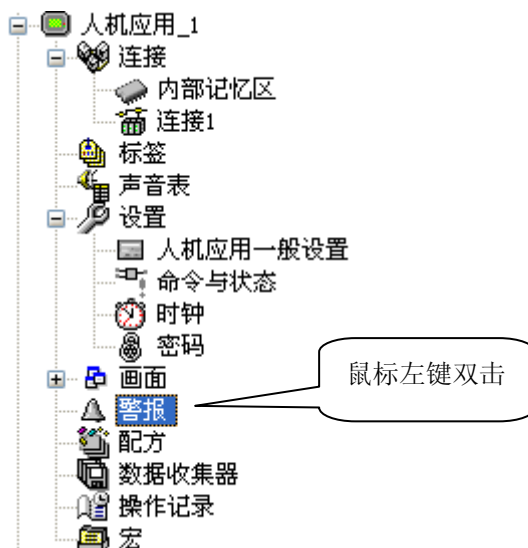 人机应用_1
连接
内部记忆区
连接1
标签
声音表
设置
人机应用一般设置
命令与状态
时钟
密码
画面
鼠标左键双击
警报
配方
数据收集器
操作记录
宏